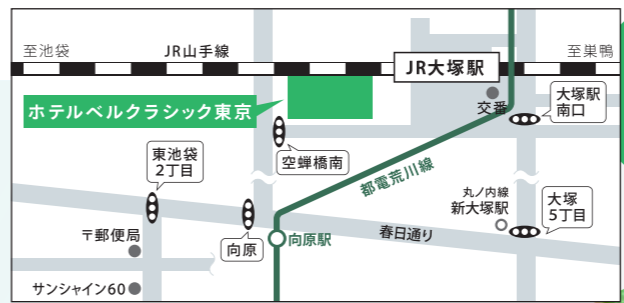 至池袋
JR山手線
至巣鴨
JR大塚駅
ホテルベルクラシック東京
交番
大塚駅
南口
空蝉橋南
東池袋
2丁目
都電荒川線
丸ノ内線
新大塚駅
大塚
5丁目
〒郵便局
向原
向原駅
春日通り
サンシャイン60